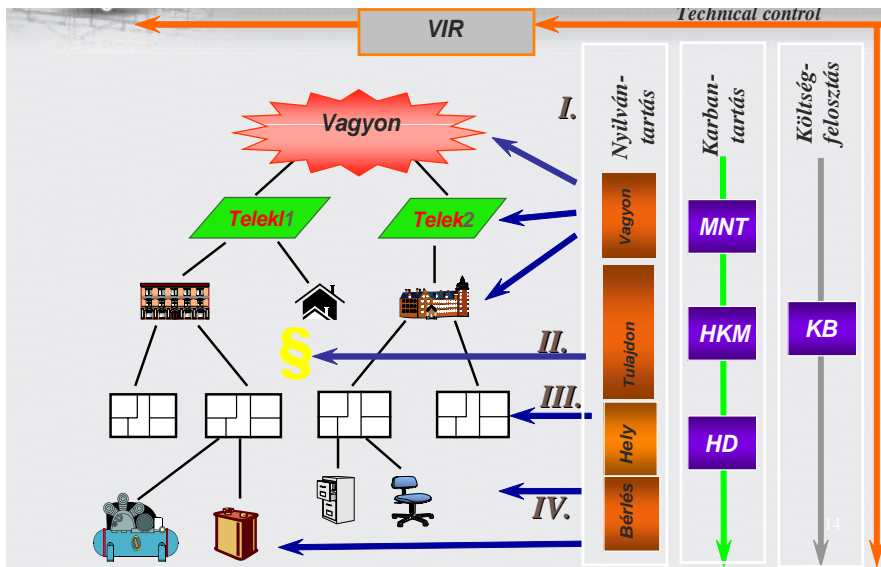 Technical control
VIR
I.
Nyilván-
tartás
Karban-
tartás
Költség-
felosztás
Vagyon
Telekl1
Telek2
Vagyon
MNT
Tulajdon
HKM
KB
§
II.
III.
Hely
HD
IV.
Bérlés
14